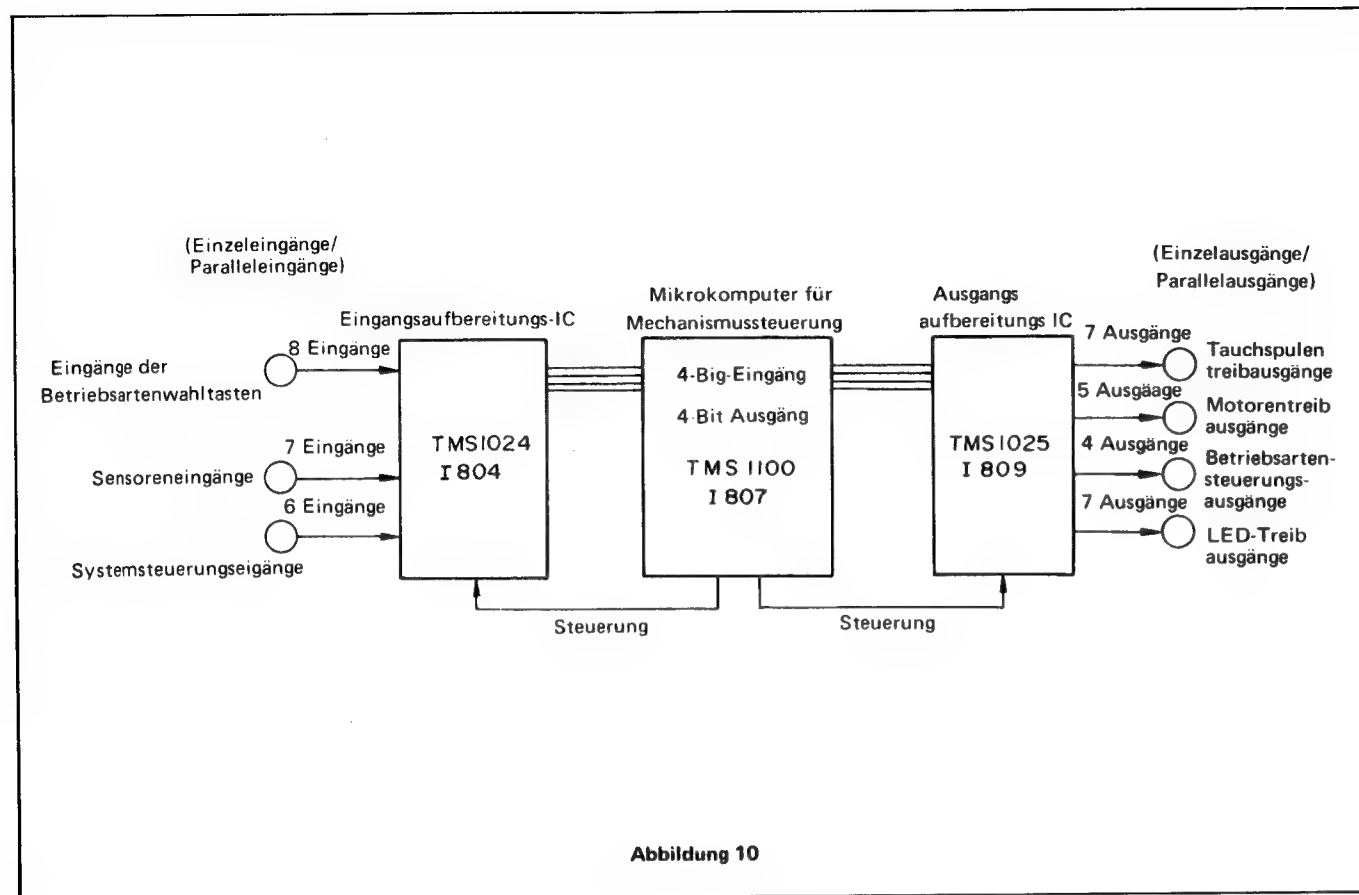 (Einzeleingänge/
Paralleleingänge)
Eingangsaufbereitungs-IC
8 Eingänge
Eingänge der
Betriebsartenwahltasten
7 Eingänge
Sensoreneingänge
6 Eingänge
Systemsteuerungseigänge
TMS1024
I 804
Mikrokomputer für
Mechanismussteuerung
4-Big-Eingäng
4-Bit Ausgäng
TMS 1100
I 807
Ausgangs
aufbereitungs IC
TMS1025
I 809
(Einzelausgänge/
Parallelausgänge)
7 Ausgänge
Tauchspulen
treibausgänge
5 Ausgäage
Motorentreib
ausgänge
4 Ausgänge
Betriebsarten-
steuerungs-
ausgänge
7 Ausgänge
LED-Treib
ausgänge
Steuerung
Steuerung
Abbildung 10